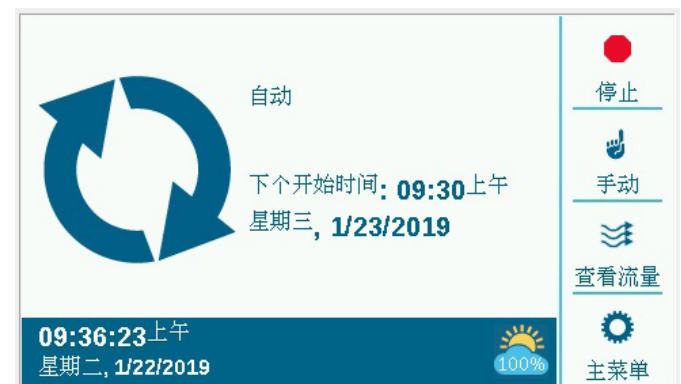 自动
下个开始时间: 09:30上午
星期三, 1/23/2019
停止
手动
查看流量
主菜单
09:36:23上午
星期二, 1/22/2019
100%